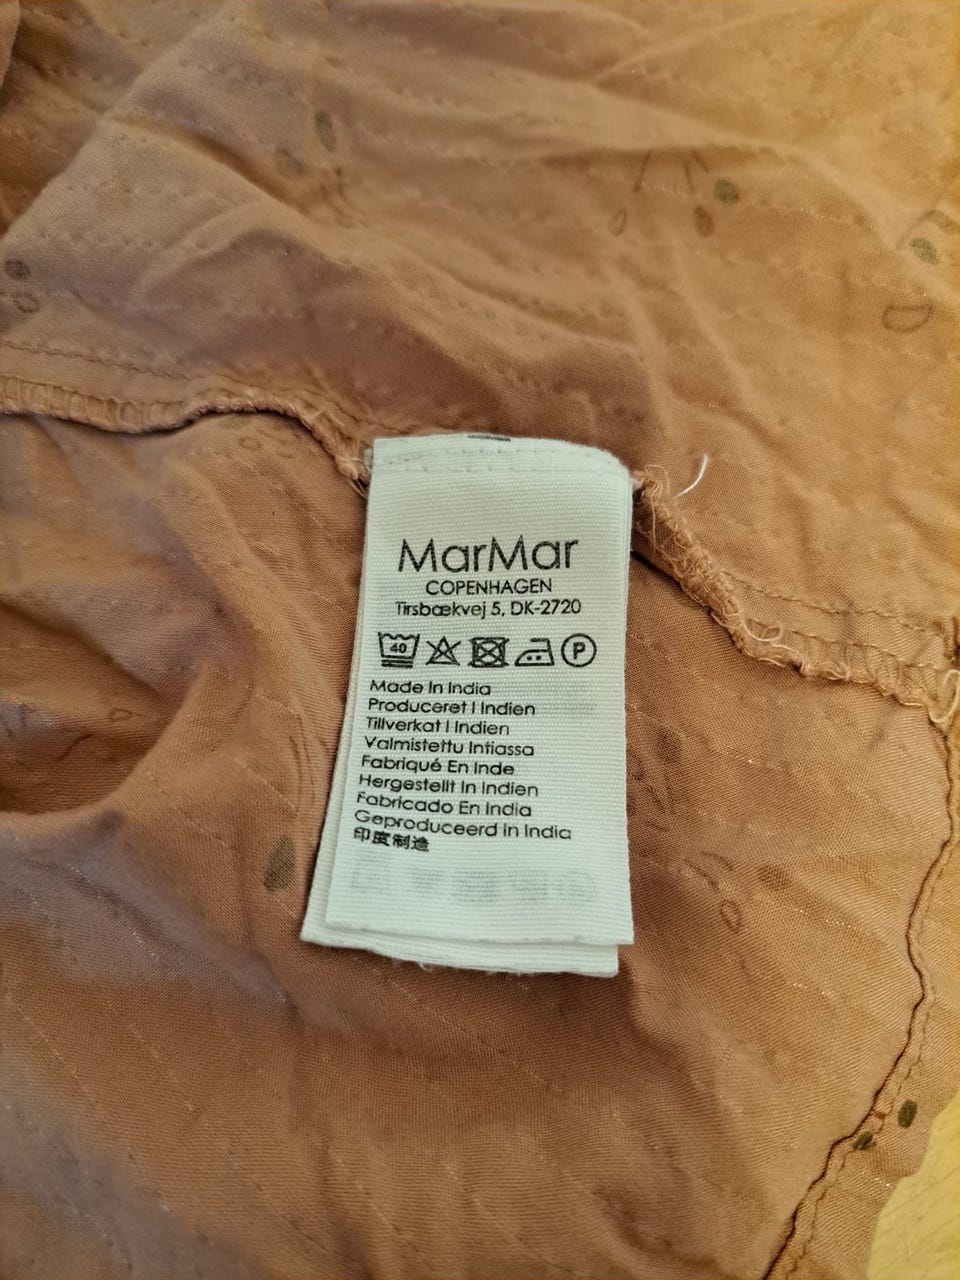 MarMar
COPENHAGEN
Tirsbækvej 5, DK-2720
40 P
Made In India
Produceret I Indien
Tillverkat I Indien
Valmistettu Intiassa
Fabriqué En Inde
Hergestellt In Indien
Fabricado En India
Geproduceerd In India
印度制造